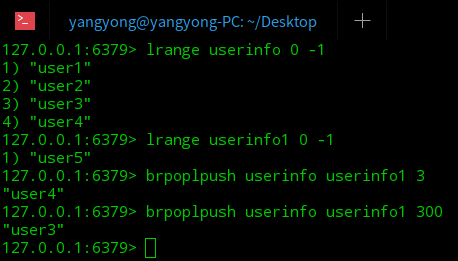 yangyong@yangyong-PC: ~/Desktop
127.0.0.1:6379> lrange userinfo 0 -1
1) "user1"
2) "user2"
3) "user3"
4) "user4"
127.0.0.1:6379> lrange userinfo1 0 -1
1) "user5"
127.0.0.1:6379> brpoplpush userinfo userinfo1 3
"user4"
127.0.0.1:6379> brpoplpush userinfo userinfo1 300
"user3"
127.0.0.1:6379>